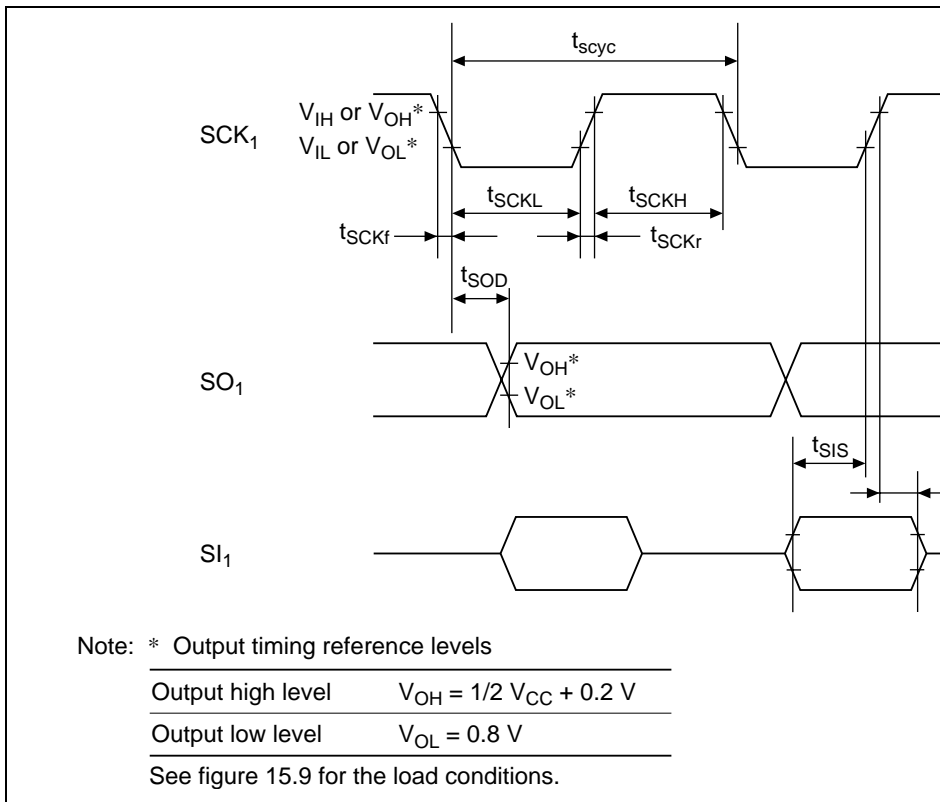 tscyc
VIH or VOH*
SCK1
VIL or VOL*
tSCKL
tSCKH
tSCKf
tSCKr
tSOD
VOH*
SO1
VOL*
tSIS
SI1
Note: * Output timing reference levels
Output high level VOH = 1/2 VCC + 0.2 V
Output low level VOL = 0.8 V
See figure 15.9 for the load conditions.